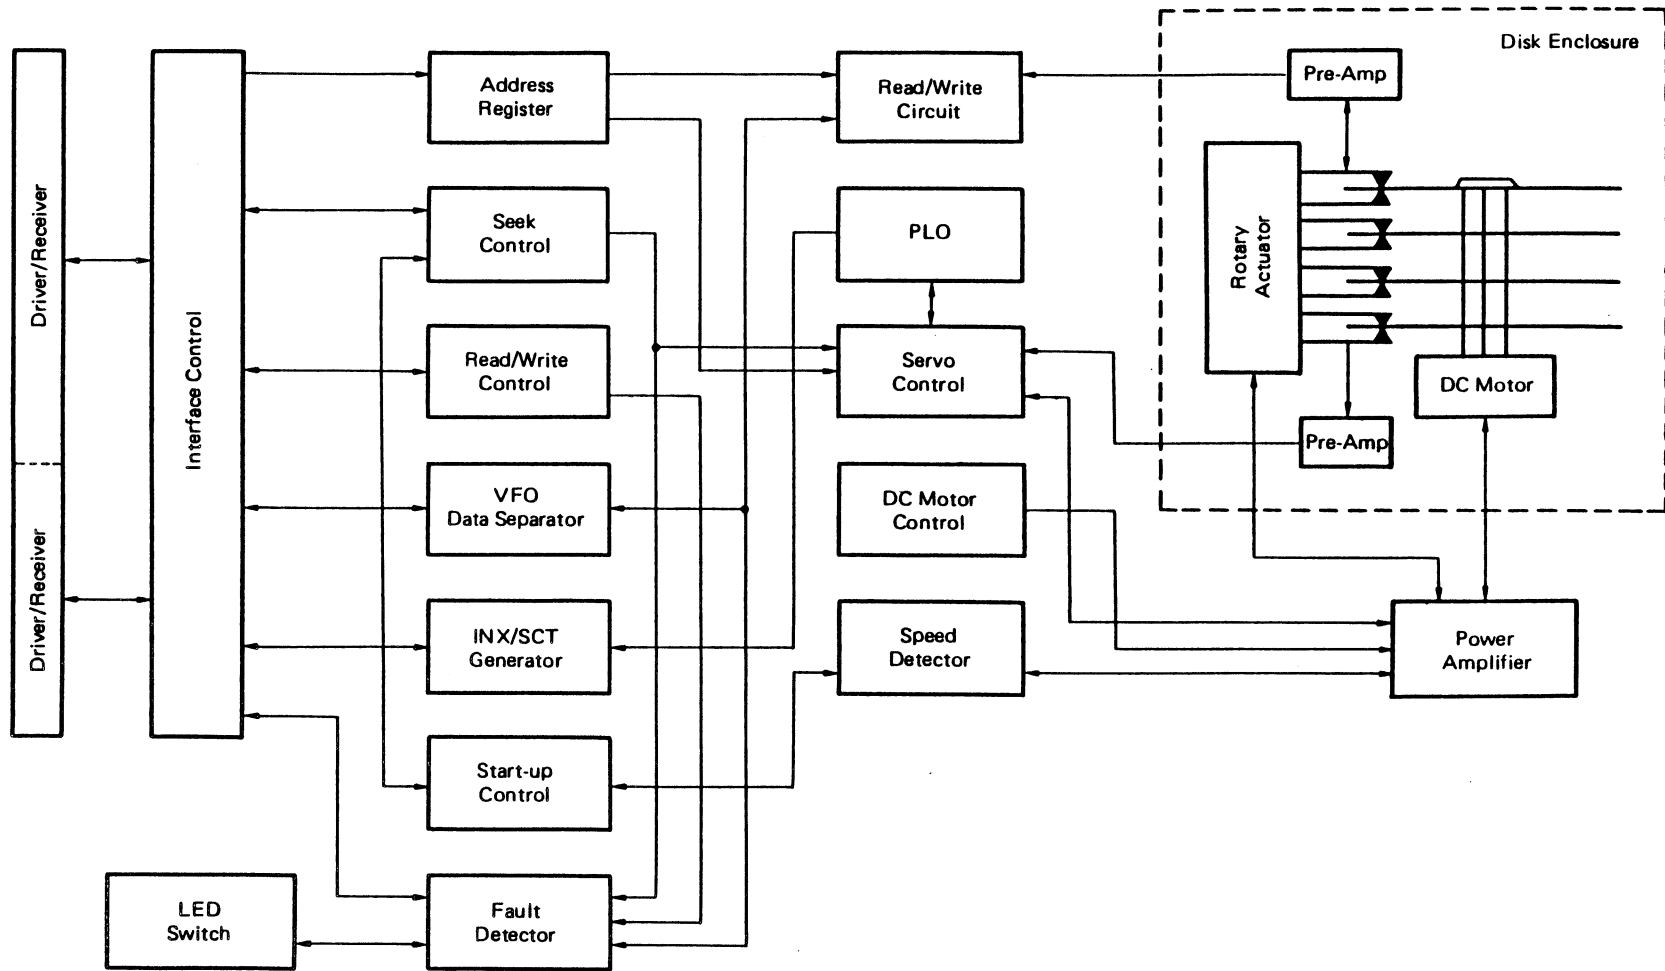 Disk Enclosure
Driver/Receiver
Driver/Receiver
Interface Control
Address
Register
Read/Write
Circuit
Pre-Amp
Seek
Control
PLO
Rotary
Actuator
Read/Write
Control
Servo
Control
DC Motor
Pre-Amp
VFO
Data Separator
DC Motor
Control
INX/SCT
Generator
Speed
Detector
Power
Amplifier
Start-up
Control
LED
Switch
Fault
Detector